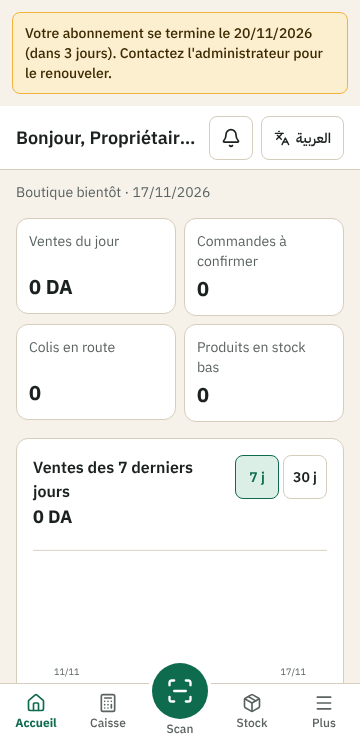 Votre abonnement se termine le 20/11/2026
(dans 3 jours). Contactez l'administrateur pour
le renouveler.
Bonjour, Propriétair...
العربية
Boutique bientôt · 17/11/2026
Ventes du jour
0 DA
Commandes à
confirmer
0
Colis en route
0
Produits en stock
bas
0
Ventes des 7 derniers
jours
0 DA
7 j
30 j
11/11
17/11
Accueil
Caisse
Scan
Stock
Plus